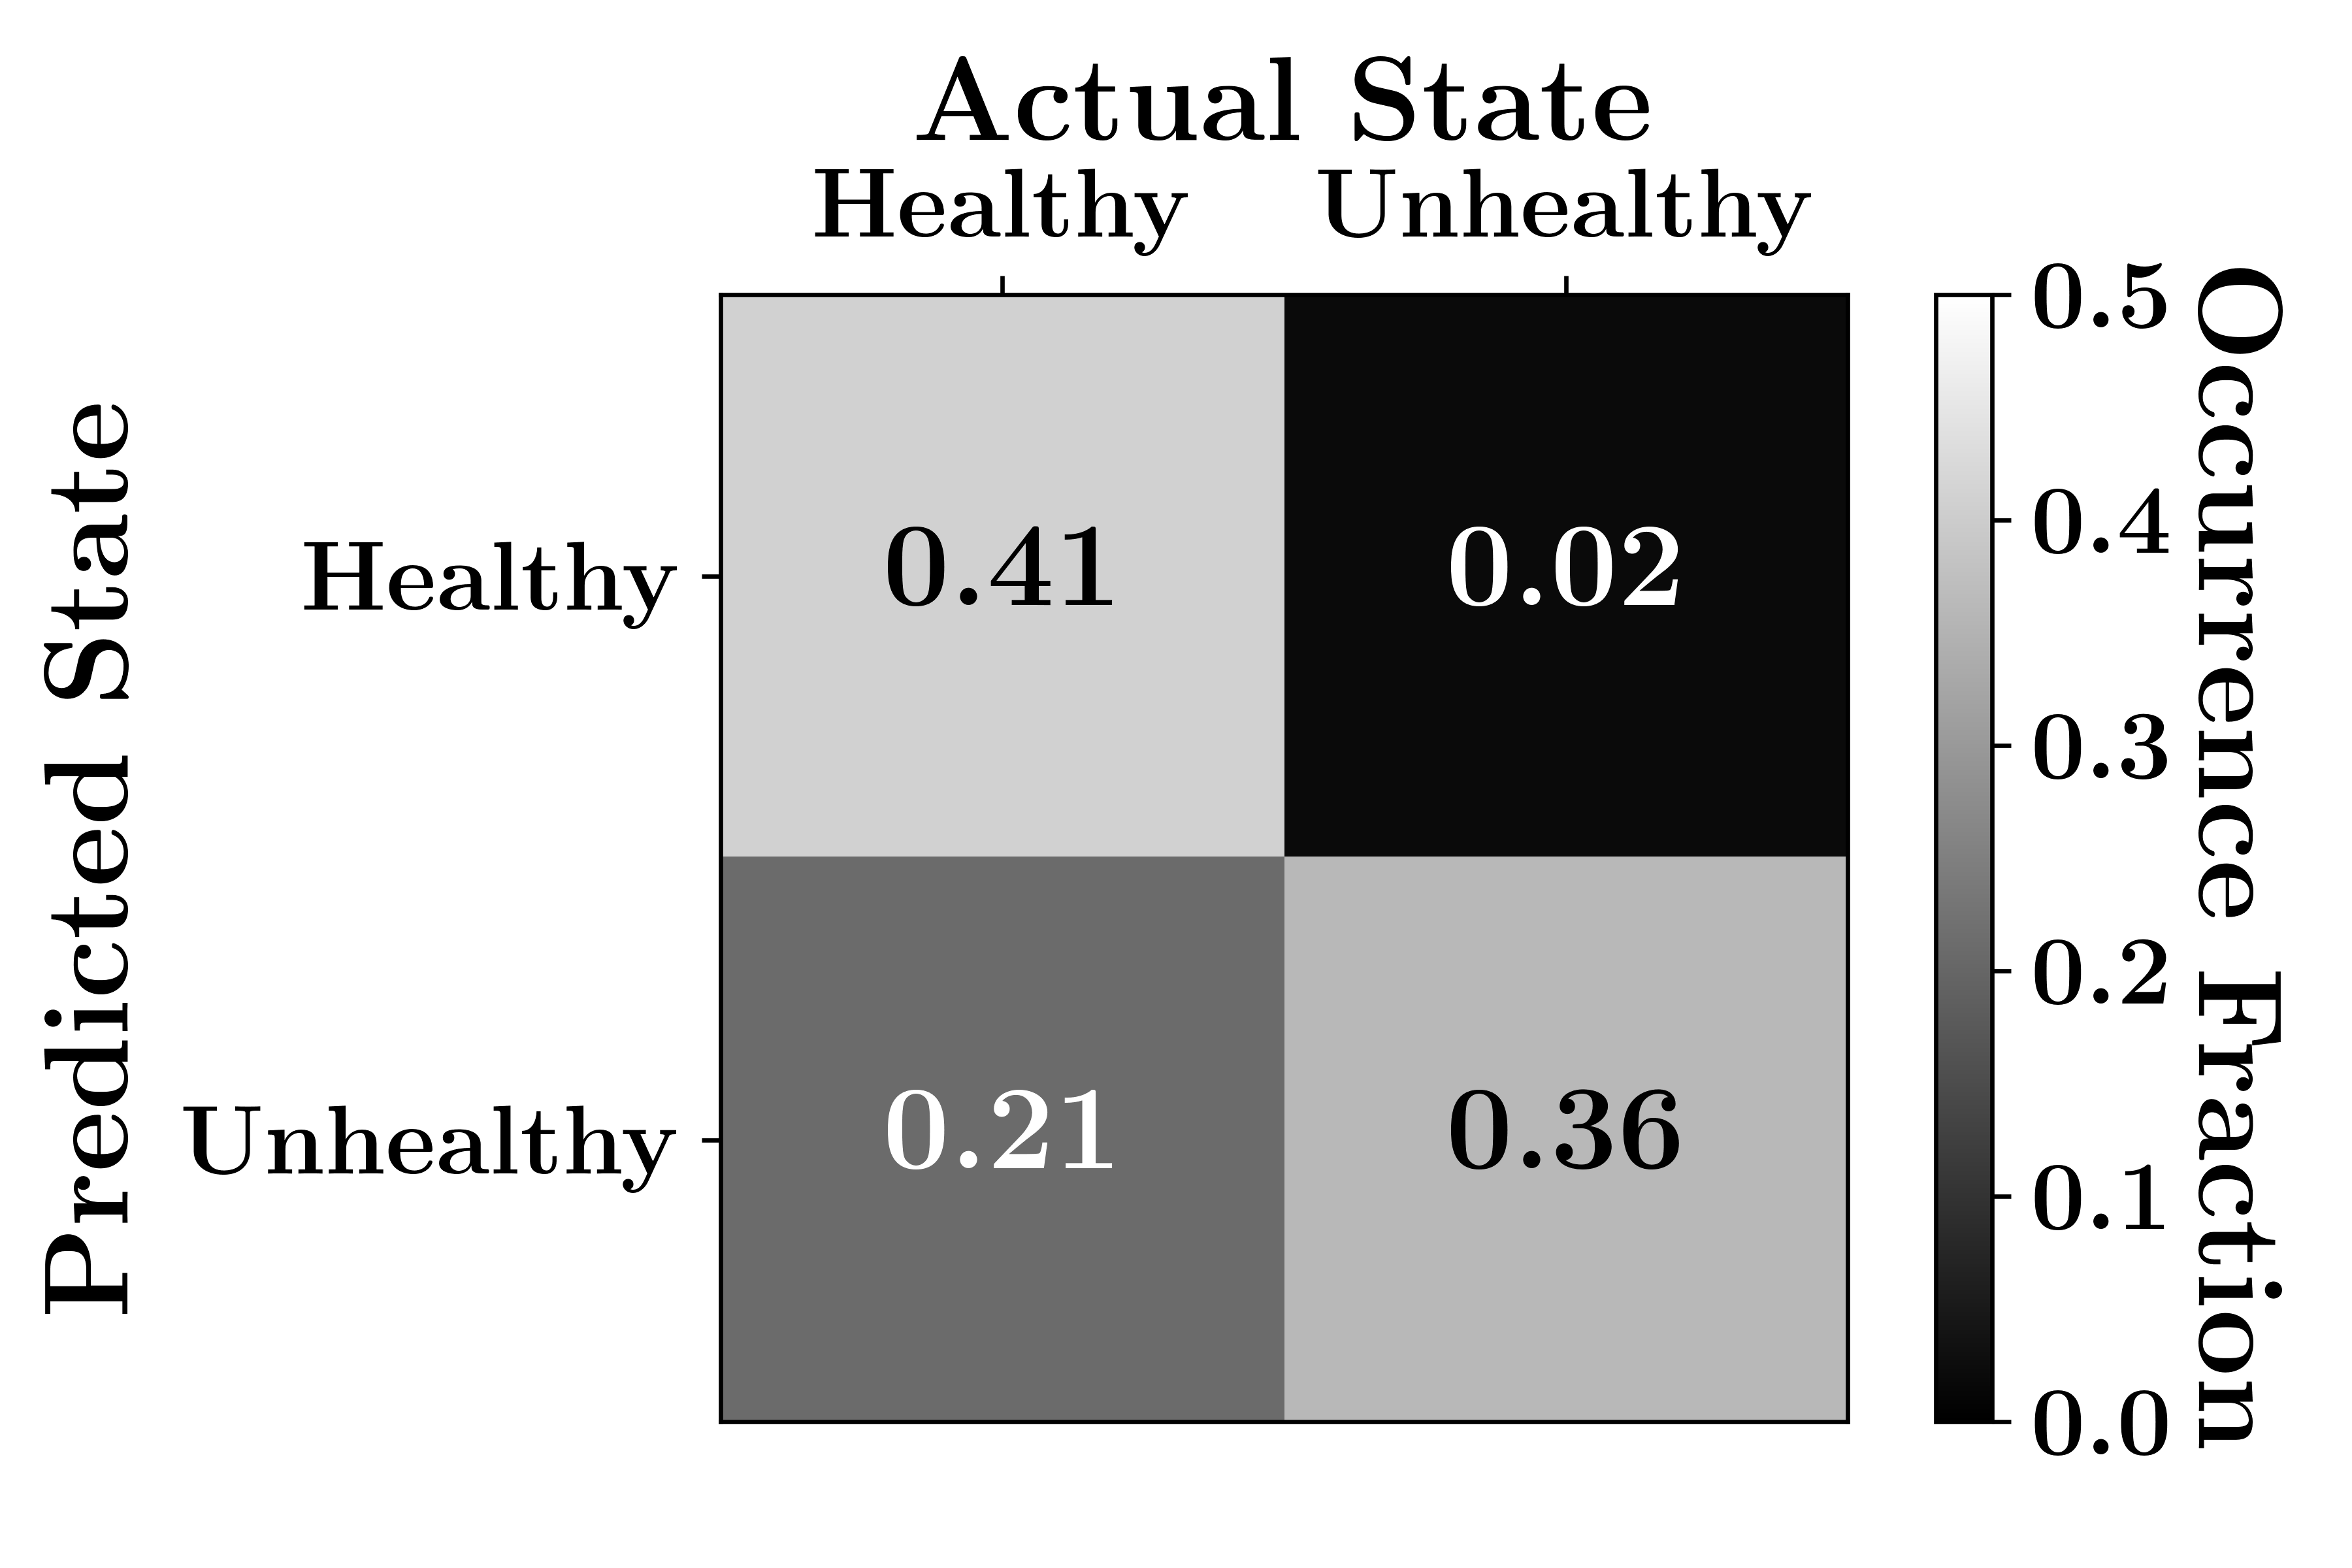 Actual State
Healthy Unhealthy
Predicted State
Healthy
Unhealthy
0.41 0.02
0.21 0.36
0.5
0.4
0.3
0.2
0.1
0.0
Occurrence Fraction